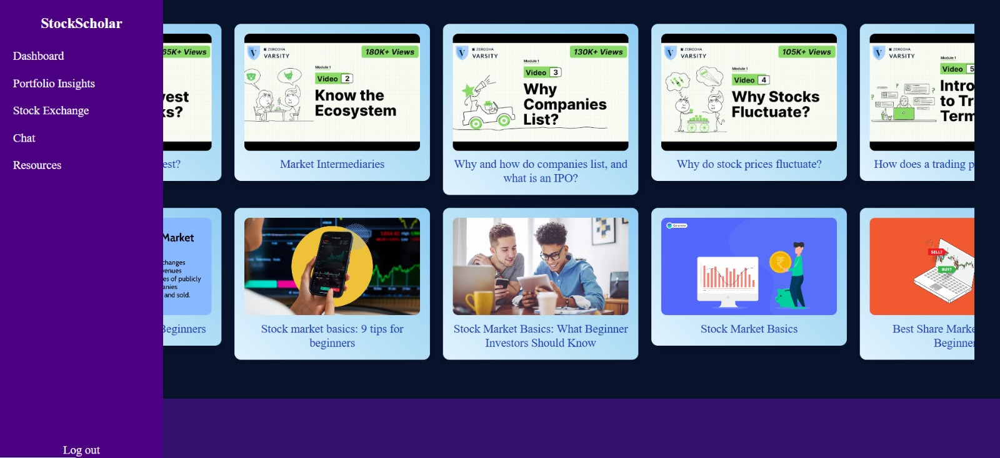 StockScholar
Dashboard
Portfolio Insights
Stock Exchange
Chat
Resources
Log out
65K+ Views
est?
ZERODHA
VARSITY
180K+ Views
Module 1
Video 2
Know the
Ecosystem
Market Intermediaries
ZERODHA
VARSITY
130K+ Views
Module 1
Video 3
Why
Companies
List?
Why and how do companies list, and
what is an IPO?
ZERODHA
VARSITY
105K+ Views
Module 1
Video 4
Why Stocks
Fluctuate?
Why do stock prices fluctuate?
ZERODHA
VARSITY
Module 1
Video 5
Intro
to Tr
Term
How does a trading p
Market
changes
venues
es of publicly
anies
and sold.
Beginners
Stock market basics: 9 tips for
beginners
Stock Market Basics: What Beginner
Investors Should Know
Groww
Stock Market Basics
SELL?
BUY?
Best Share Marke
Beginner